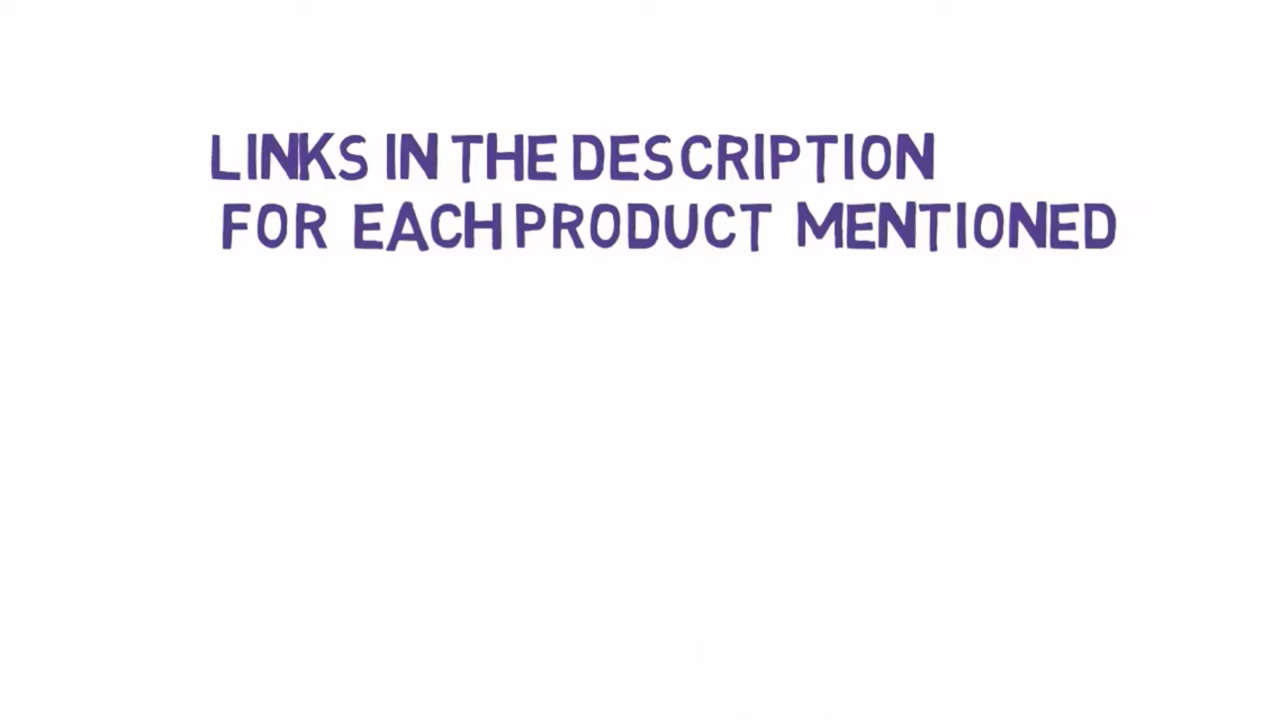 LINKS IN THE DESCRIPTION
FOR EACH PRODUCT MENTIONED